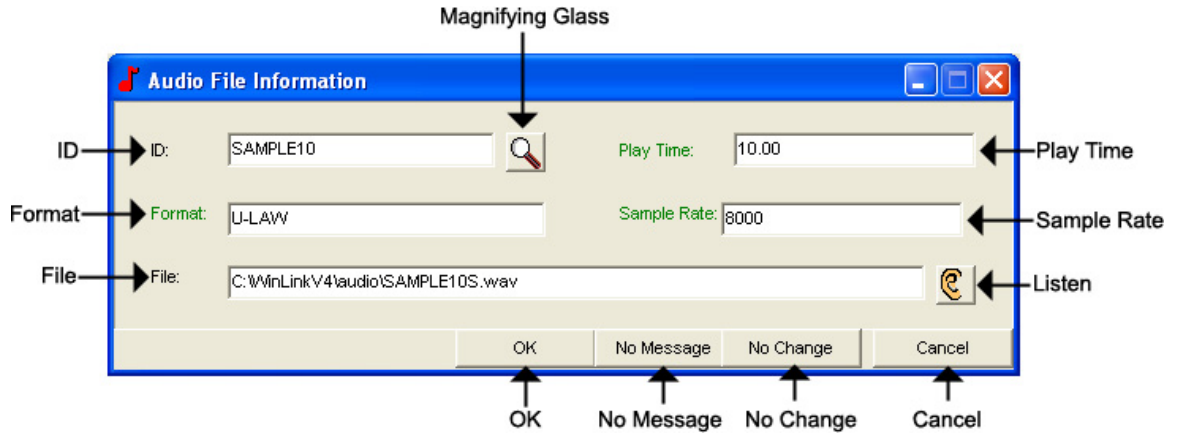 Magnifying Glass
Audio File Information
ID ID: SAMPLE10 Play Time: 10.00 Play Time
Format Format: U-LAW Sample Rate: 8000 Sample Rate
File File: C:\WinLinkV4\audio\SAMPLE10S.wav Listen
OK No Message No Change Cancel
OK No Message No Change Cancel